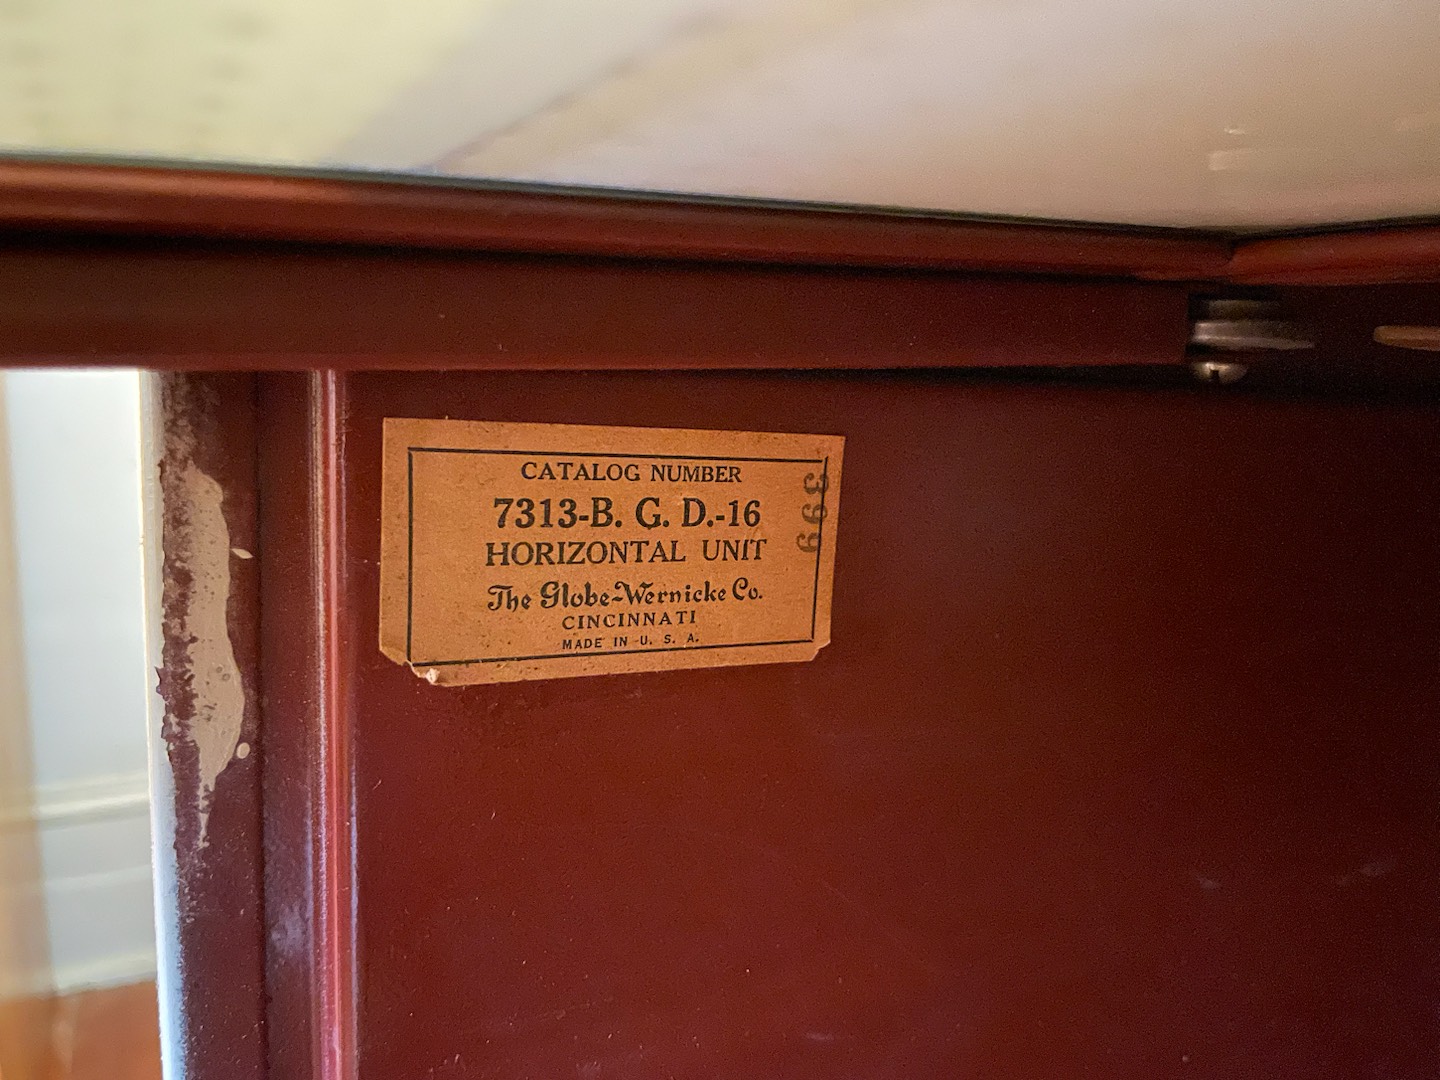 CATALOG NUMBER
7313-B. G. D.-16
HORIZONTAL UNIT
The Globe-Wernicke Co.
CINCINNATI
MADE IN U. S. A.
399